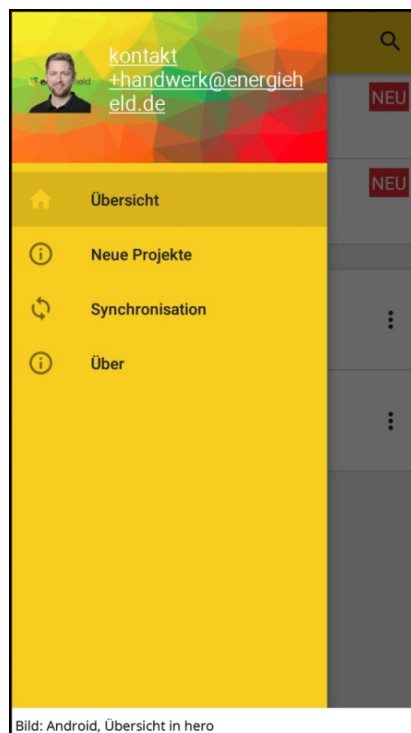 kontakt
+handwerk@energieh
eld.de
NEU
NEU
Übersicht
Neue Projekte
Synchronisation
Über
Bild: Android, Übersicht in hero